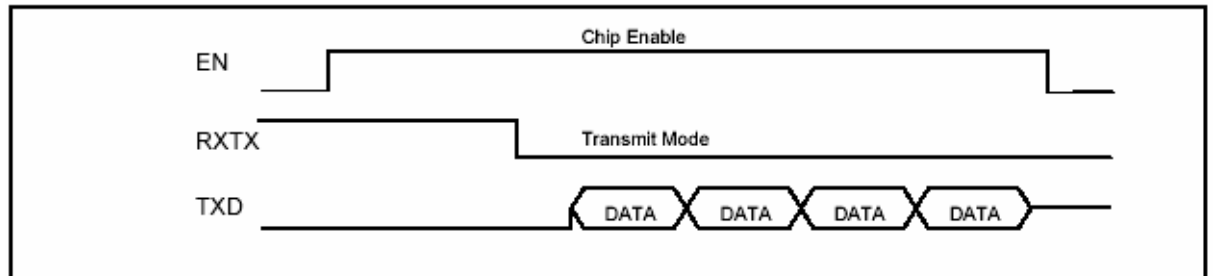 Chip Enable
EN
RXTX
Transmit Mode
TXD
DATA DATA DATA DATA